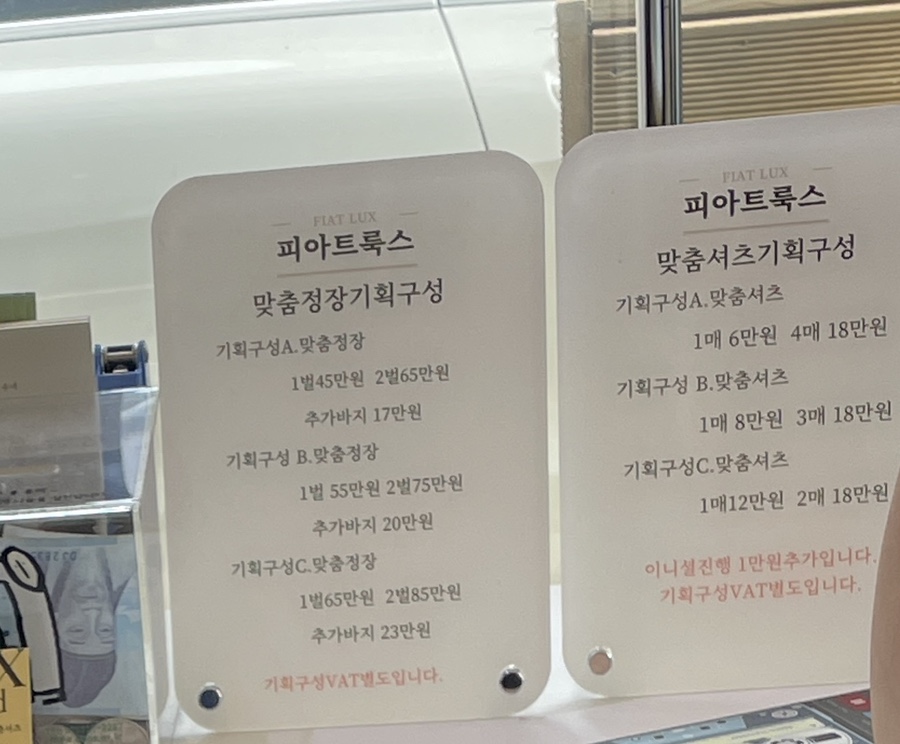 FIAT LUX
피아트룩스
맞춤정장기획구성
기획구성A.맞춤정장
1벌45만원 2벌65만원
추가바지 17만원
기획구성 B.맞춤정장
1벌 55만원 2벌75만원
추가바지 20만원
기획구성C.맞춤정장
1벌65만원 2벌85만원
추가바지 23만원
기획구성VAT별도입니다.
FIAT LUX
피아트룩스
맞춤셔츠기획구성
기획구성A.맞춤셔츠
1매 6만원 4매 18만원
기획구성 B.맞춤셔츠
1매 8만원 3매 18만원
기획구성C.맞춤셔츠
1매12만원 2매 18만원
이니셜진행 1만원추가입니다.
기획구성VAT별도입니다.